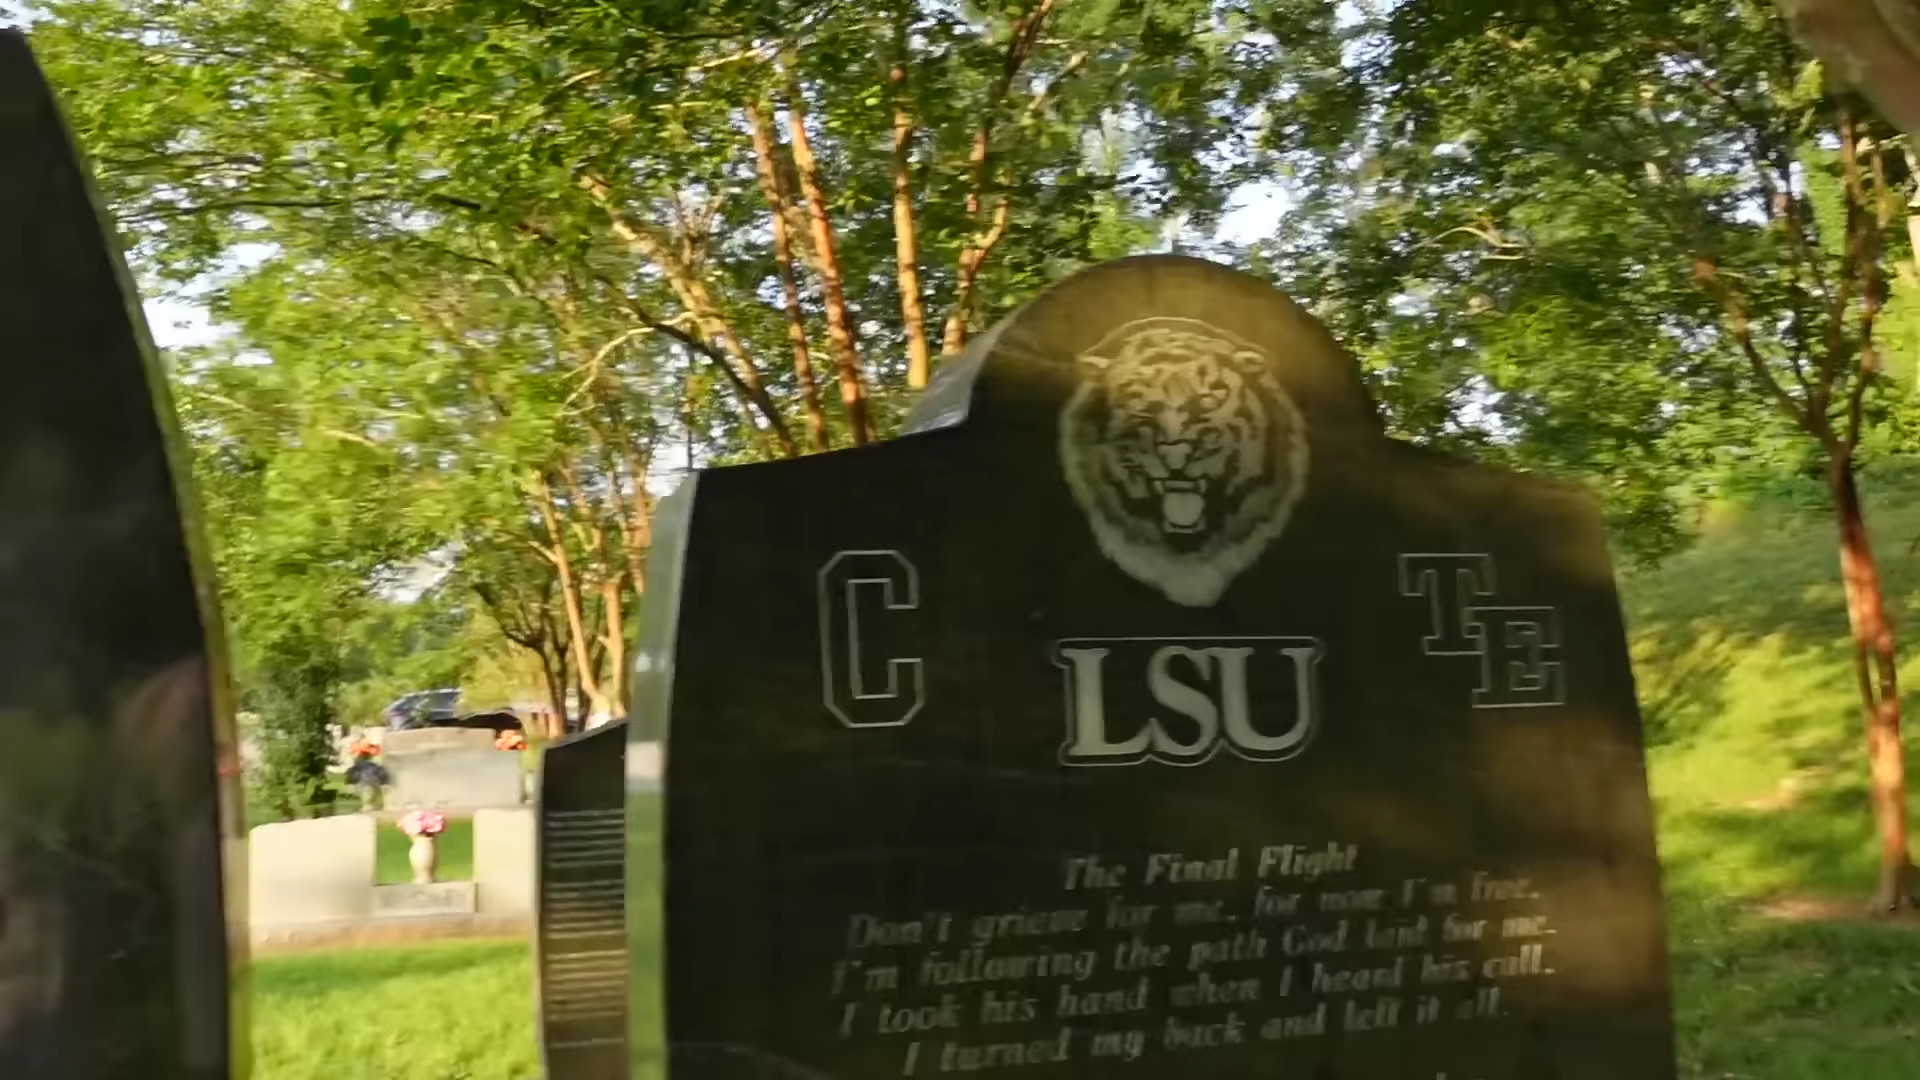 C
LSU
TE
The Final Flight
Don't grieve for me, for now I'm free.
I'm following the path God laid for me.
I took his hand when I heard his call.
I turned my back and left it all.